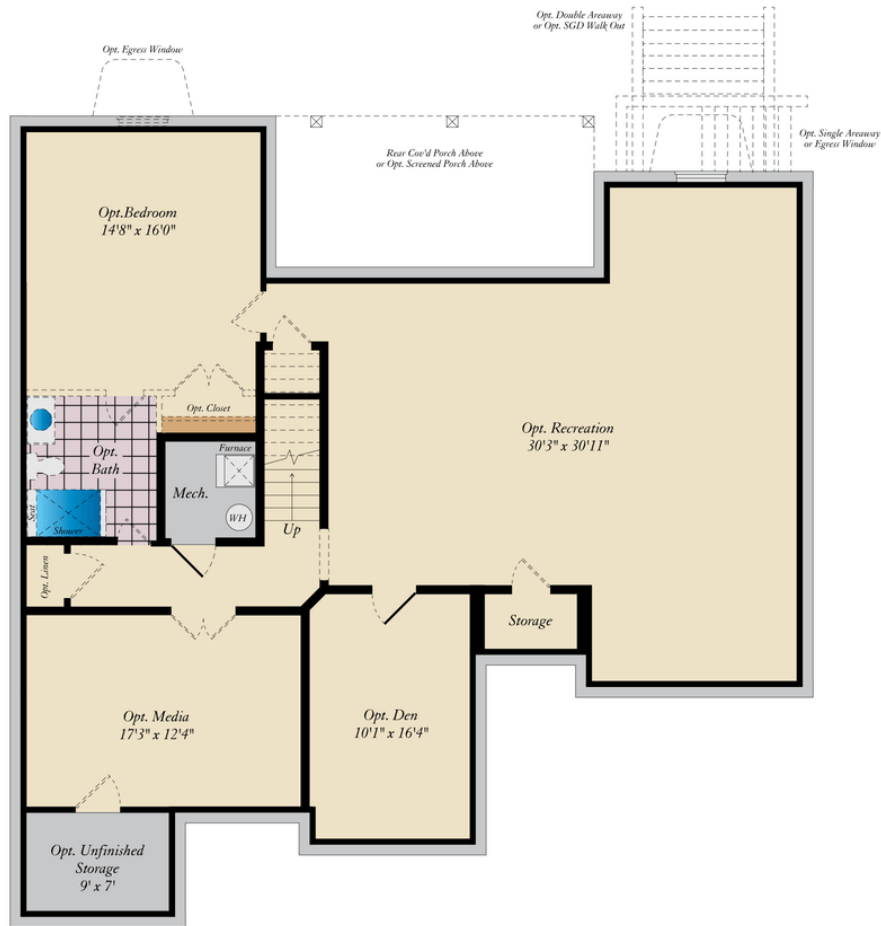 Opt. Double Areaway
or Opt. SGD Walk Out
Opt. Egress Window
Opt. Single Areaway
or Egress Window
Rear Cov'd Porch Above
or Opt. Screened Porch Above
Opt.Bedroom
14'8" x 16'0"
Opt. Closet
Opt. Recreation
30'3" x 30'11"
Opt.
Bath
Furnace
Mech.
WH
Seat
Shower
Up
Opt. Linen
Storage
Opt. Media
17'3" x 12'4"
Opt. Den
10'1" x 16'4"
Opt. Unfinished
Storage
9' x 7'